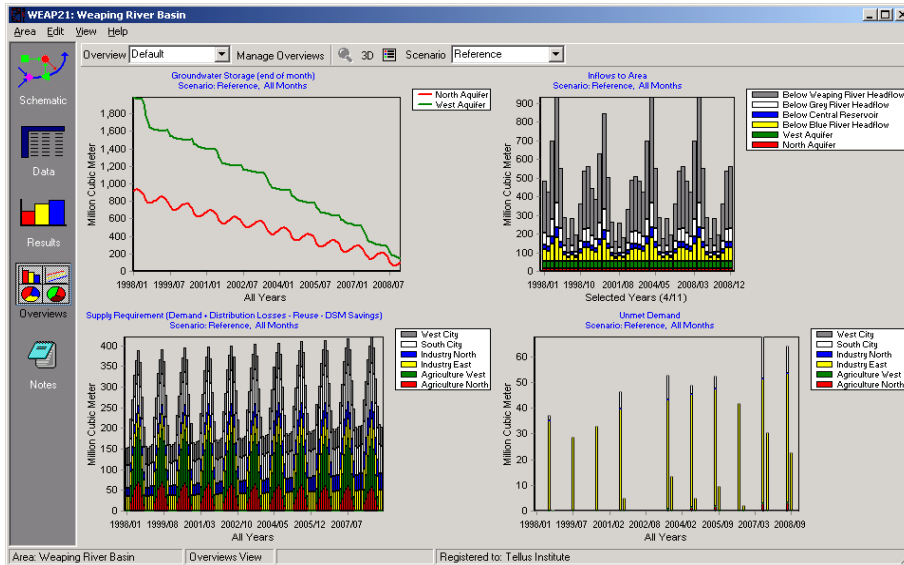 WEAP21: Weaping River Basin
Area Edit View Help
Overview Default Manage Overviews 3D Scenario Reference
Schematic
Data
Results
Overviews
Notes
Groundwater Storage (end of month)
Scenario: Reference, All Months
Million Cubic Meter
1,800
1,600
1,400
1,200
1,000
800
600
400
200
0
1998/01 1999/07 2001/01 2002/07 2004/01 2005/07 2007/01 2008/07
All Years
North Aquifer
West Aquifer
Inflows to Area
Scenario: Reference, All Months
Million Cubic Meter
900
800
700
600
500
400
300
200
100
0
1998/01 1998/10 2001/08 2004/05 2008/03 2008/12
Selected Years (4/11)
Below Weaping River Headflow
Below Grey River Headflow
Below Central Reservoir
Below Blue River Headflow
West Aquifer
North Aquifer
Supply Requirement (Demand + Distribution Losses - Reuse - DSM Savings)
Scenario: Reference, All Months
Million Cubic Meter
400
350
300
250
200
150
100
50
0
1998/01 1999/08 2001/03 2002/10 2004/05 2005/12 2007/07
All Years
West City
South City
Industry North
Industry East
Agriculture West
Agriculture North
Unmet Demand
Scenario: Reference, All Months
Million Cubic Meter
60
50
40
30
20
10
0
1998/01 1999/07 2001/02 2002/08 2004/02 2005/09 2007/03 2008/09
All Years
West City
South City
Industry North
Industry East
Agriculture West
Agriculture North
Area: Weaping River Basin Overviews View Registered to: Tellus Institute